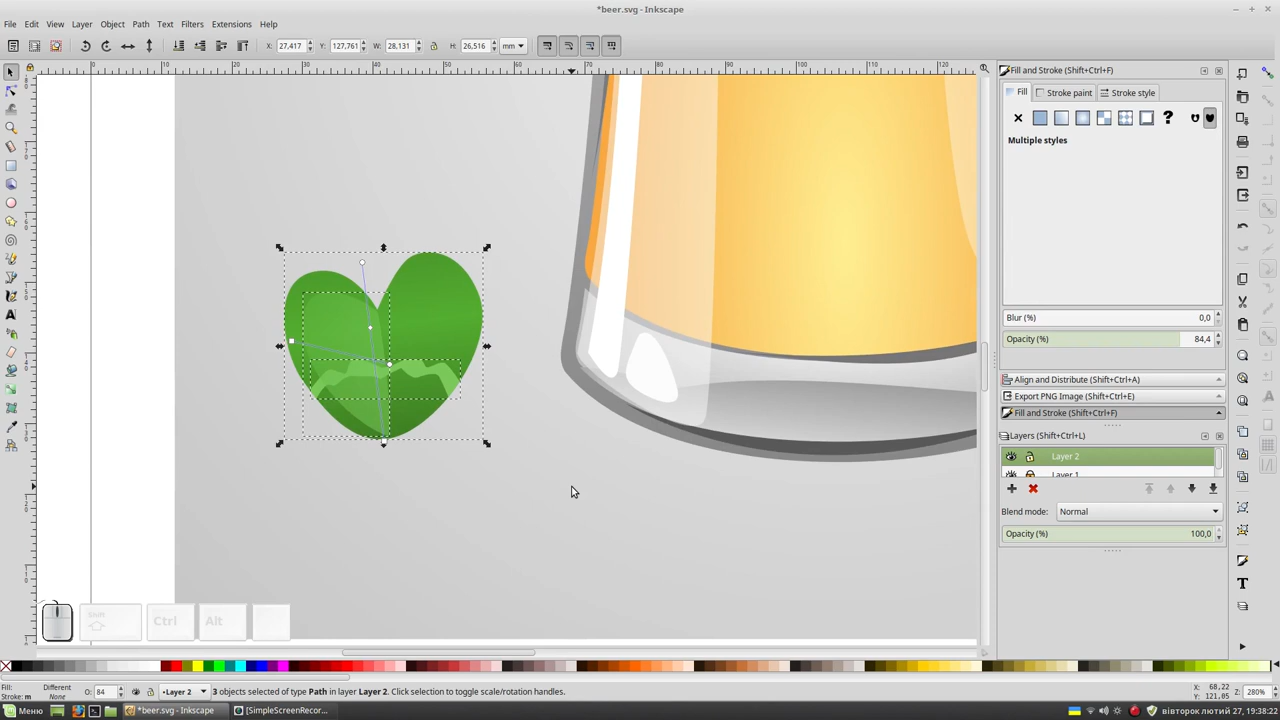 *beer.svg - Inkscape
File Edit View Layer Object Path Text Filters Extensions Help
X: 27,417 Y: 127,761 W: 28,131 H: 26,516 mm
Fill and Stroke (Shift+Ctrl+F)
Fill Stroke paint Stroke style
?
Multiple styles
Blur (%) 0,0
Opacity (%) 84,4
Align and Distribute (Shift+Ctrl+A)
Export PNG Image (Shift+Ctrl+E)
Fill and Stroke (Shift+Ctrl+F)
Layers (Shift+Ctrl+L)
Layer 2
Layer 1
Blend mode: Normal
Opacity (%) 100,0
Shift Ctrl Alt
Fill: Different O: 84 Layer 2 3 objects selected of type Path in layer Layer 2. Click selection to toggle scale/rotation handles. X: 68,22 Z: 280%
Stroke: m None Y: 121,05
Меню *beer.svg - Inkscape [SimpleScreenRecor... вівторок лютий 27, 19:38:22